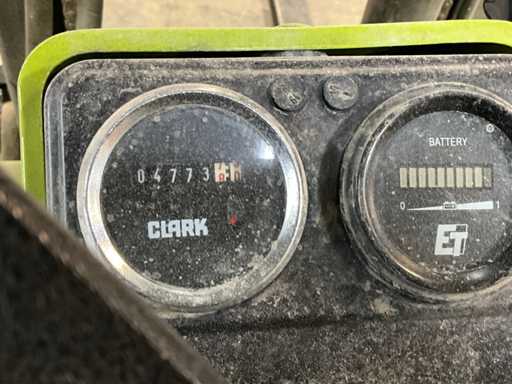 04773
CLARK
BATTERY
0 1
ET